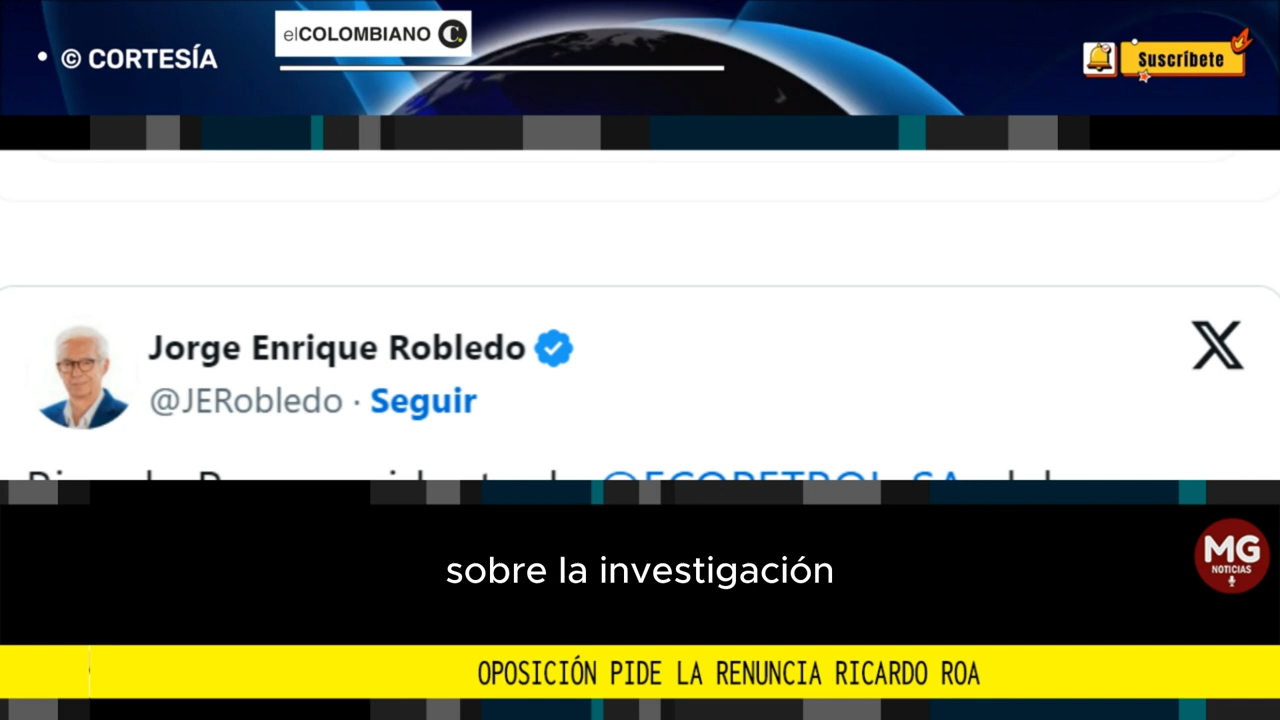 • © CORTESÍA
elCOLOMBIANO C
Suscríbete
Jorge Enrique Robledo
X
@JERobledo · Seguir
@ECOPETROL_SA
sobre la investigación
MG
NOTICIAS
OPOSICIÓN PIDE LA RENUNCIA RICARDO ROA